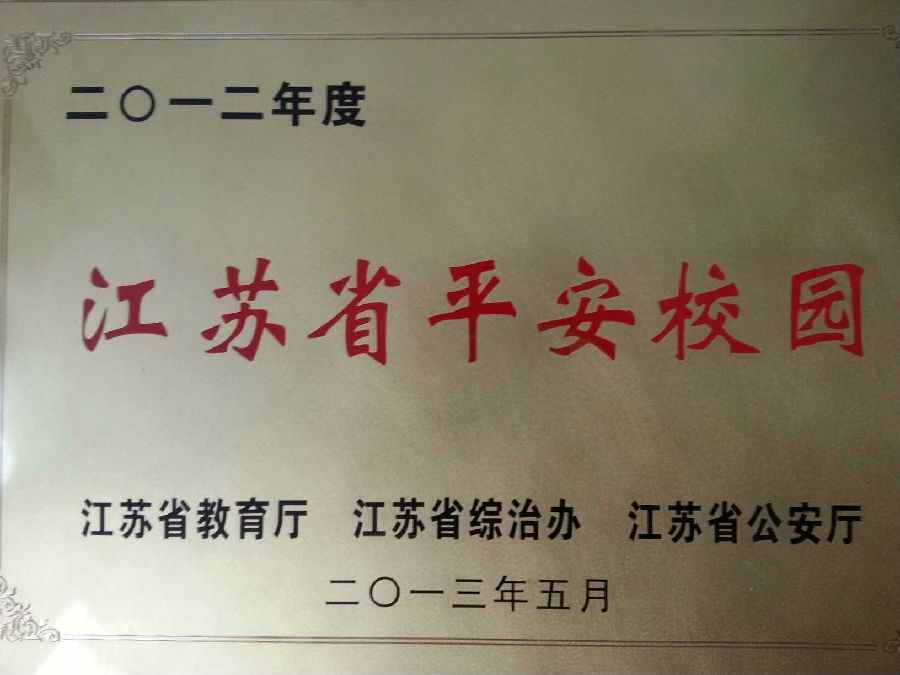 二〇一二年度
江苏省平安校园
江苏省教育厅 江苏省综治办 江苏省公安厅
二〇一三年五月